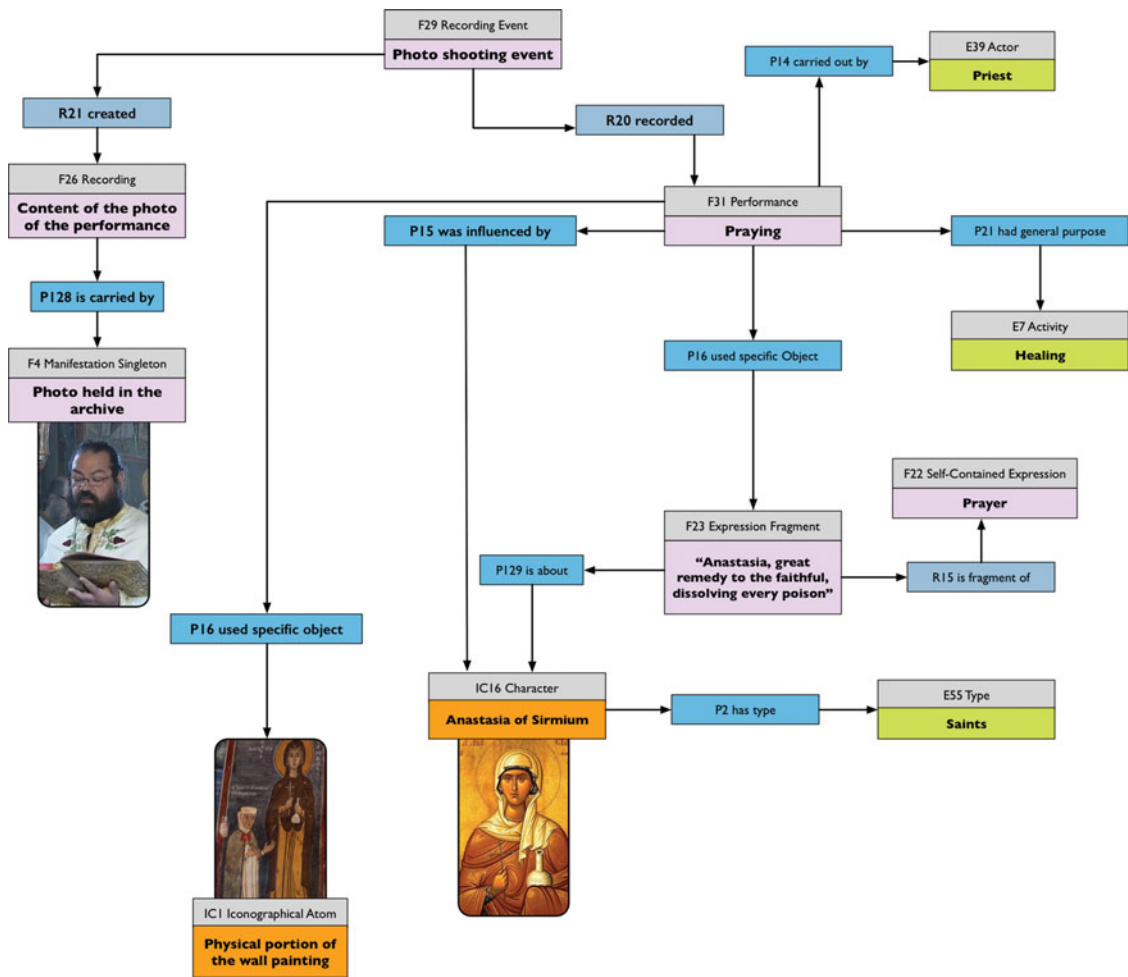 F29 Recording Event
Photo shooting event
P14 carried out by
E39 Actor
Priest
R21 created
R20 recorded
F26 Recording
Content of the photo
of the performance
F31 Performance
Praying
P15 was influenced by
P21 had general purpose
P128 is carried by
E7 Activity
Healing
F4 Manifestation Singleton
Photo held in the
archive
P16 used specific Object
F22 Self-Contained Expression
Prayer
F23 Expression Fragment
“Anastasia, great
remedy to the faithful,
dissolving every poison”
P129 is about
R15 is fragment of
P16 used specific object
IC16 Character
Anastasia of Sirmium
P2 has type
E55 Type
Saints
IC1 Iconographical Atom
Physical portion of
the wall painting